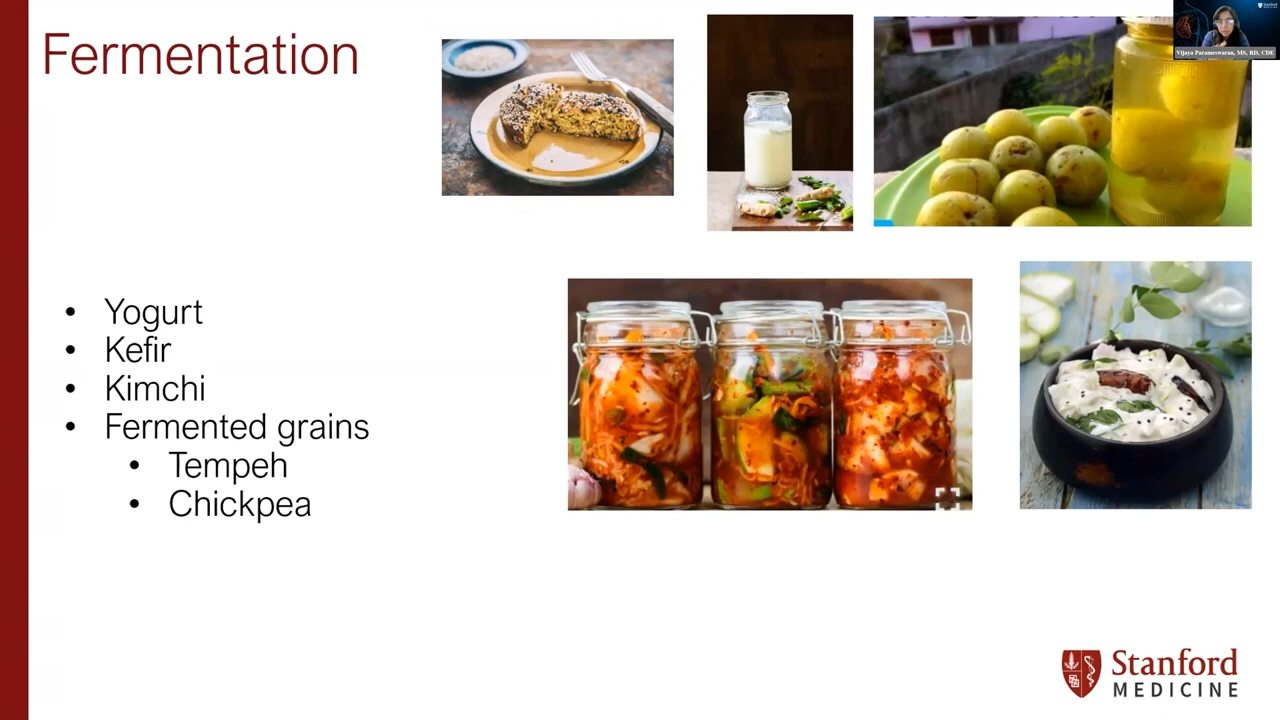 Fermentation
Vijaya Parameswaran, MS, RD, CDE
• Yogurt
• Kefir
• Kimchi
• Fermented grains
• Tempeh
• Chickpea
Stanford
MEDICINE